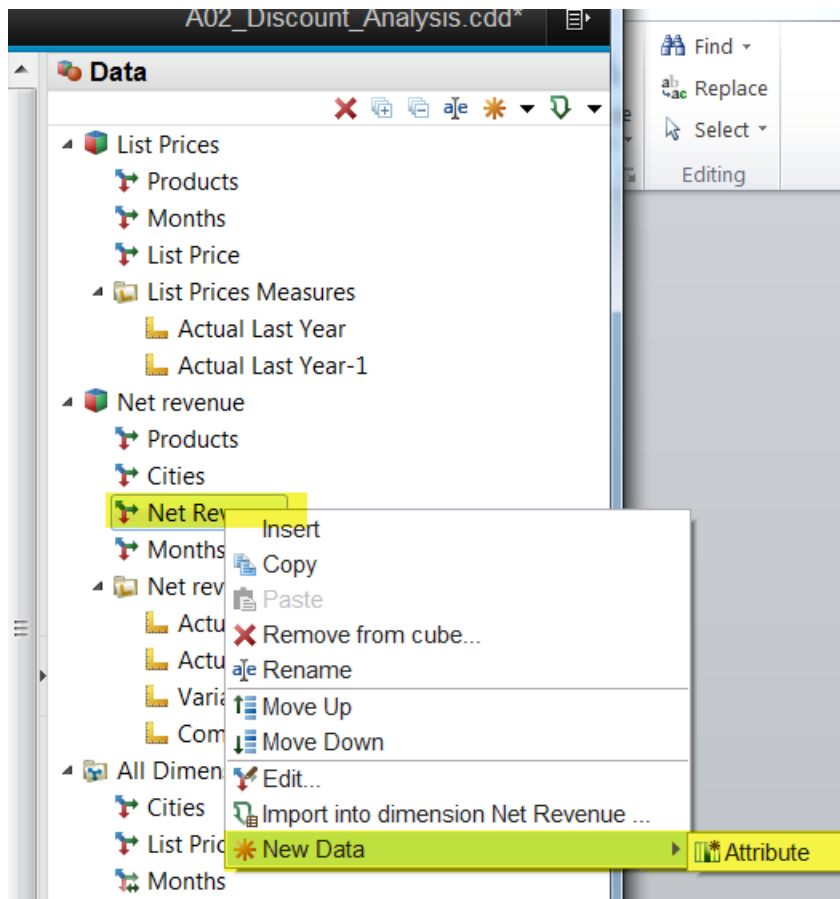 A02_Discount_Analysis.cdd*
Find
Data
Replace
Select
List Prices
Editing
Products
Months
List Price
List Prices Measures
Actual Last Year
Actual Last Year-1
Net revenue
Products
Cities
Net Rev
Insert
Months
Copy
Net rev
Paste
Actu
Remove from cube...
Actu
Rename
Varia
Move Up
Com
Move Down
All Dimen
Edit...
Cities
Import into dimension Net Revenue ...
List Pric
New Data
Attribute
Months